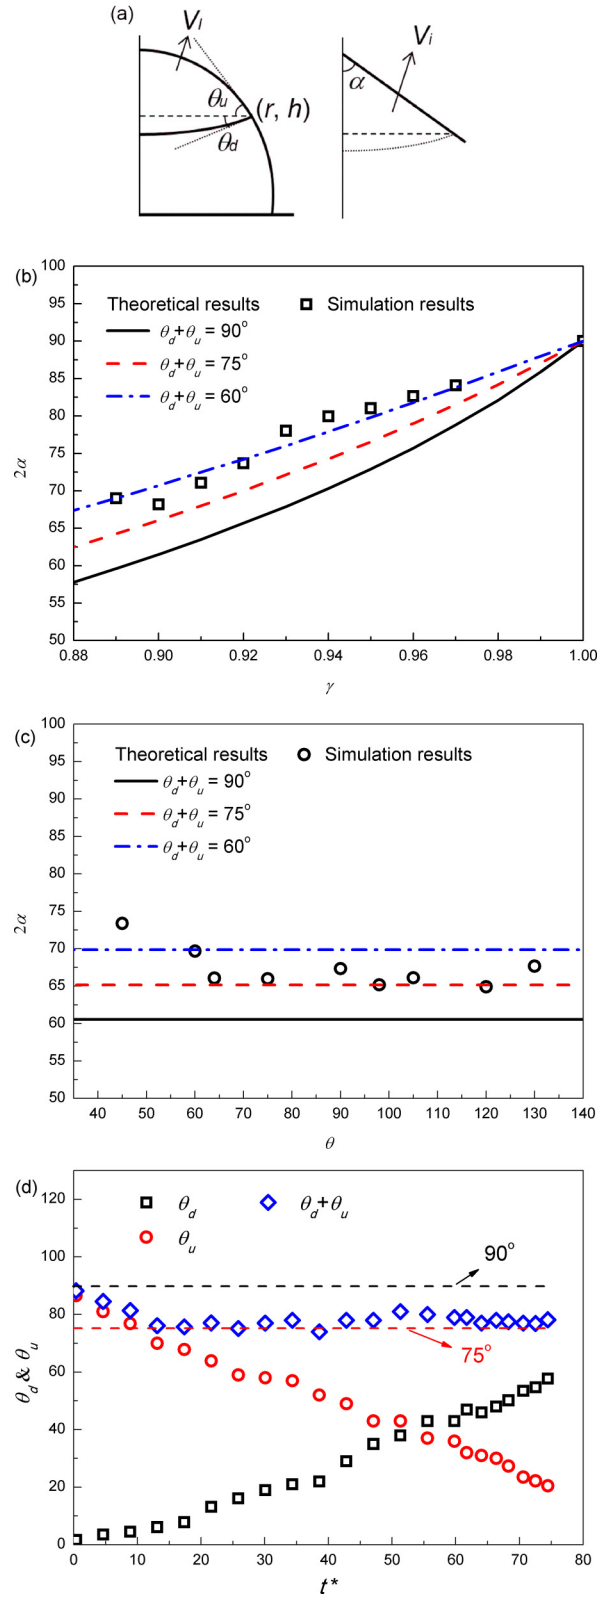 (a)
V_i
θ_u
(r, h)
θ_d
V_i
α
(b)
100
95
90
85
80
75
70
65
60
55
50
2α
Theoretical results
Simulation results
θ_d+θ_u = 90°
θ_d+θ_u = 75°
θ_d+θ_u = 60°
0.88 0.90 0.92 0.94 0.96 0.98 1.00
γ
(c)
100
95
90
85
80
75
70
65
60
55
50
2α
Theoretical results
Simulation results
θ_d+θ_u = 90°
θ_d+θ_u = 75°
θ_d+θ_u = 60°
40 50 60 70 80 90 100 110 120 130 140
θ
(d)
120
100
80
60
40
20
0
θ_d & θ_u
θ_d
θ_d+θ_u
θ_u
90°
75°
0 10 20 30 40 50 60 70 80
t*